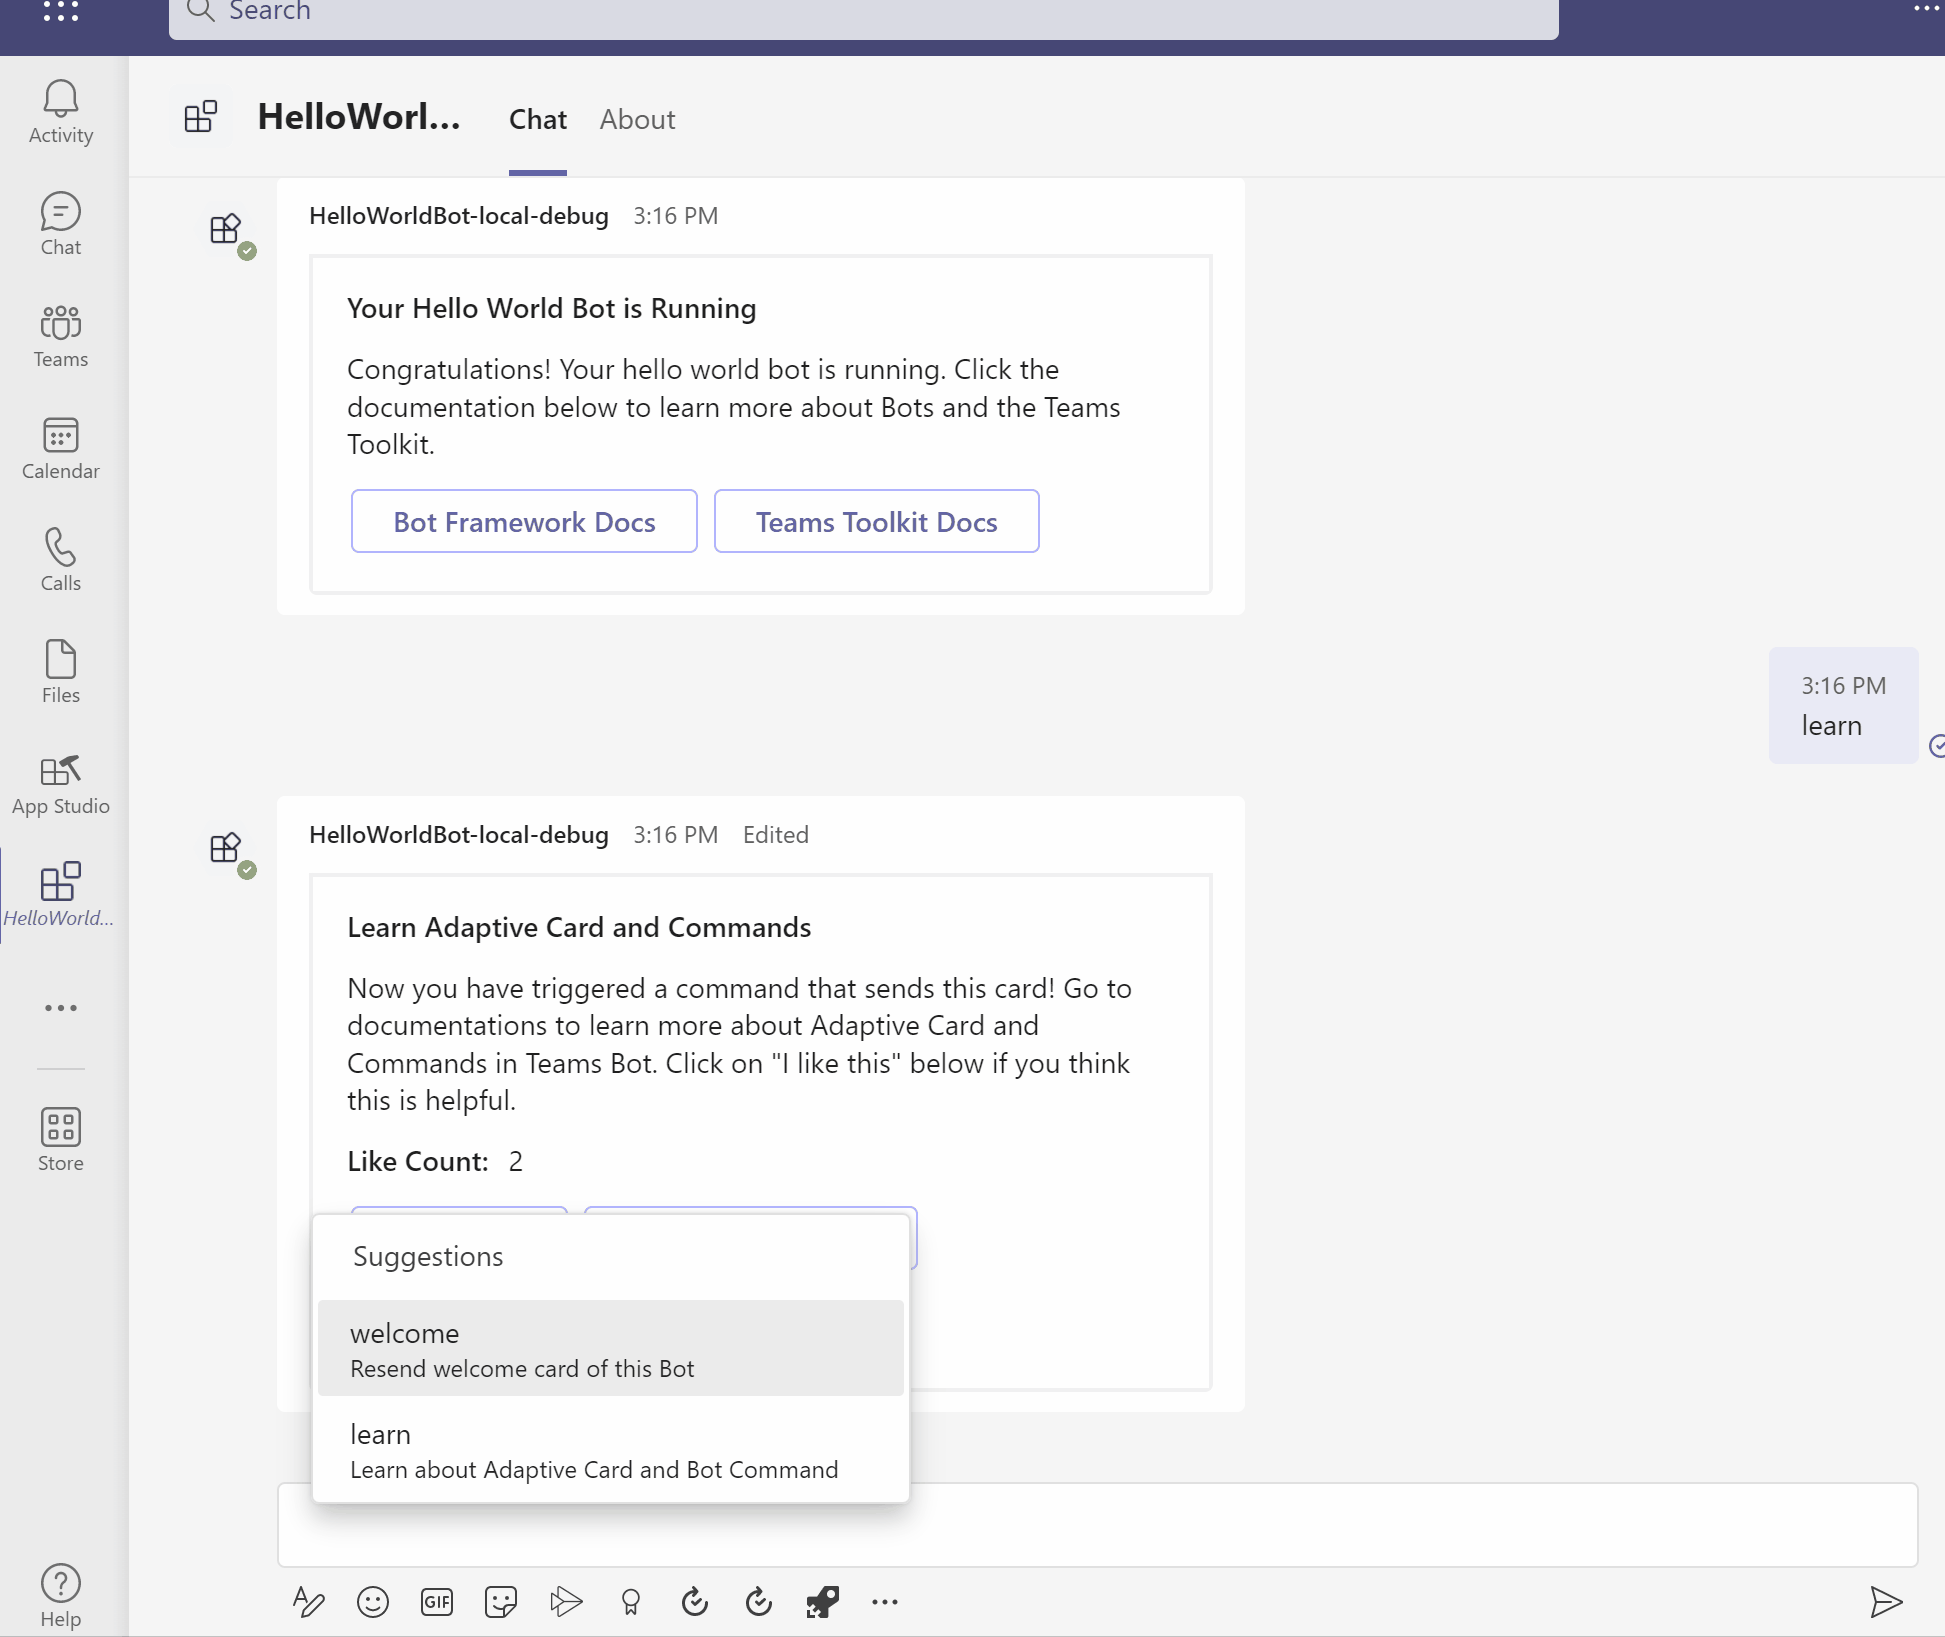 Search
HelloWorl...
Chat
About
Activity
Chat
Teams
Calendar
Calls
Files
App Studio
HelloWorld...
Store
Help
HelloWorldBot-local-debug 3:16 PM
Your Hello World Bot is Running
Congratulations! Your hello world bot is running. Click the
documentation below to learn more about Bots and the Teams
Toolkit.
Bot Framework Docs
Teams Toolkit Docs
3:16 PM
learn
HelloWorldBot-local-debug 3:16 PM Edited
Learn Adaptive Card and Commands
Now you have triggered a command that sends this card! Go to
documentations to learn more about Adaptive Card and
Commands in Teams Bot. Click on "I like this" below if you think
this is helpful.
Like Count: 2
Suggestions
welcome
Resend welcome card of this Bot
learn
Learn about Adaptive Card and Bot Command
GIF